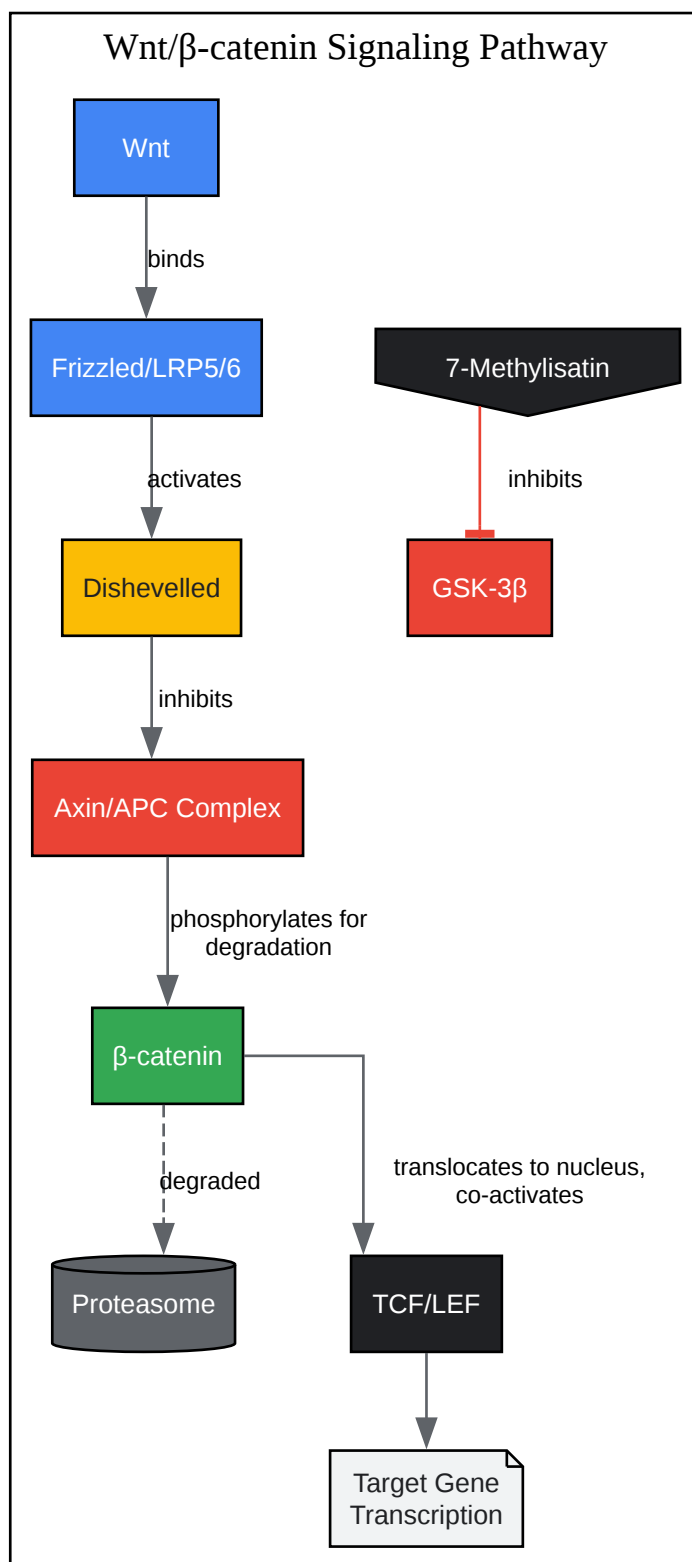 Wnt/β-catenin Signaling Pathway
Wnt
binds
Frizzled/LRP5/6
7-Methylisatin
activates
inhibits
Dishevelled
GSK-3β
inhibits
Axin/APC Complex
phosphorylates for
degradation
β-catenin
degraded
translocates to nucleus,
co-activates
Proteasome
TCF/LEF
Target Gene
Transcription